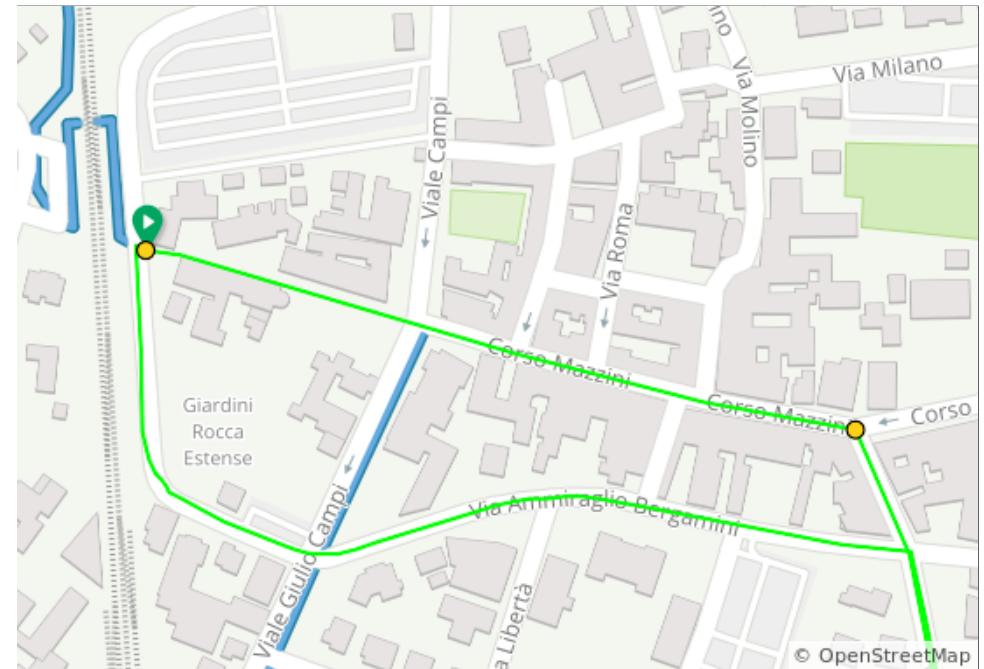 ino
Via Molino
Via Milano
Viale Campi
Via Roma
Corso Mazzini
Corso Mazzini
Corso
Giardini
Rocca
Estense
Via Ammiraglio Bergamini
Viale Giulio Campi
a Libertà
© OpenStreetMap